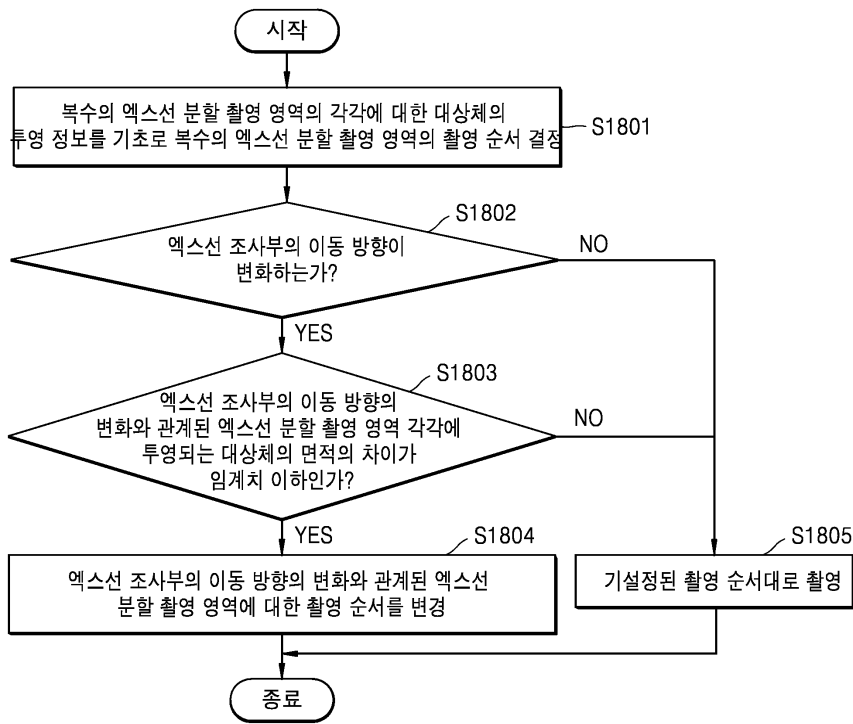 시작
복수의 엑스선 분할 촬영 영역의 각각에 대한 대상체의
투영 정보를 기초로 복수의 엑스선 분할 촬영 영역의 촬영 순서 결정
S1801
S1802
엑스선 조사부의 이동 방향이
변화하는가?
NO
YES
S1803
엑스선 조사부의 이동 방향의
변화와 관계된 엑스선 분할 촬영 영역 각각에
투영되는 대상체의 면적의 차이가
임계치 이하인가?
NO
YES
S1804
엑스선 조사부의 이동 방향의 변화와 관계된 엑스선
분할 촬영 영역에 대한 촬영 순서를 변경
S1805
기설정된 촬영 순서대로 촬영
종료